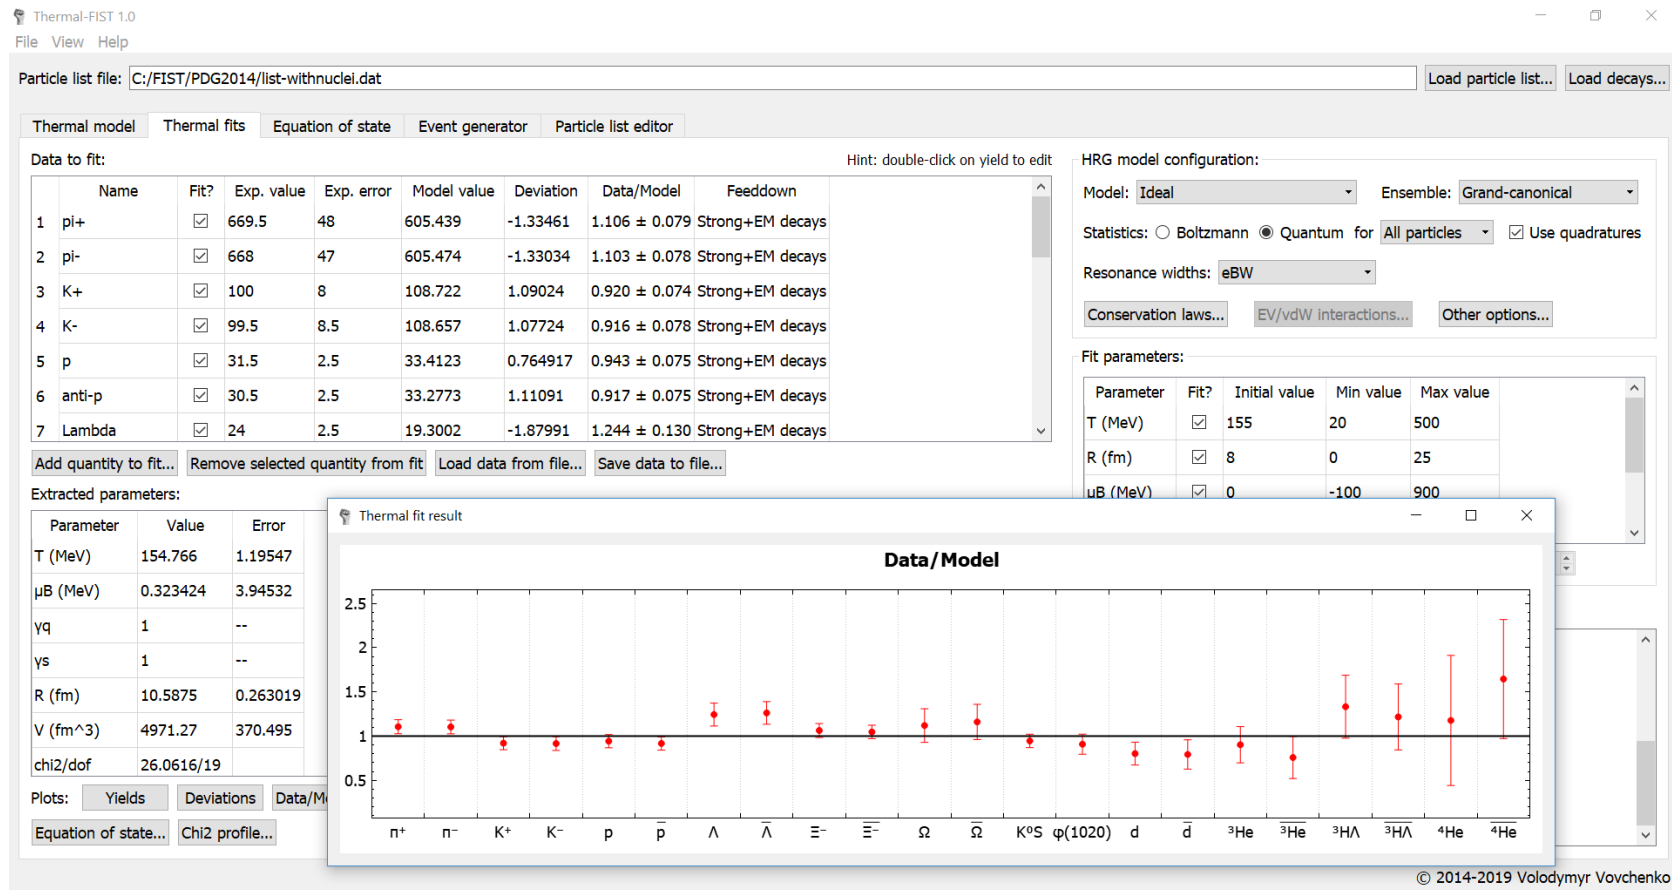 Thermal-FIST 1.0
File View Help
Particle list file: C:/FIST/PDG2014/list-withnuclei.dat Load particle list... Load decays...
Thermal model Thermal fits Equation of state Event generator Particle list editor
Data to fit: Hint: double-click on yield to edit
Name Fit? Exp. value Exp. error Model value Deviation Data/Model Feeddown
1 pi+ 669.5 48 605.439 -1.33461 1.106 ± 0.079 Strong+EM decays
2 pi- 668 47 605.474 -1.33034 1.103 ± 0.078 Strong+EM decays
3 K+ 100 8 108.722 1.09024 0.920 ± 0.074 Strong+EM decays
4 K- 99.5 8.5 108.657 1.07724 0.916 ± 0.078 Strong+EM decays
5 p 31.5 2.5 33.4123 0.764917 0.943 ± 0.075 Strong+EM decays
6 anti-p 30.5 2.5 33.2773 1.11091 0.917 ± 0.075 Strong+EM decays
7 Lambda 24 2.5 19.3002 -1.87991 1.244 ± 0.130 Strong+EM decays
Add quantity to fit... Remove selected quantity from fit Load data from file... Save data to file...
HRG model configuration:
Model: Ideal Ensemble: Grand-canonical
Statistics: Boltzmann Quantum for All particles Use quadratures
Resonance widths: eBW
Conservation laws... EV/vdW interactions... Other options...
Fit parameters:
Parameter Fit? Initial value Min value Max value
T (MeV) 155 20 500
R (fm) 8 0 25
μB (MeV) 0 -100 900
Extracted parameters:
Parameter Value Error
T (MeV) 154.766 1.19547
μB (MeV) 0.323424 3.94532
γq 1 --
γs 1 --
R (fm) 10.5875 0.263019
V (fm^3) 4971.27 370.495
chi2/dof 26.0616/19
Plots: Yields Deviations Data/Mo
Equation of state... Chi2 profile...
Thermal fit result
Data/Model
2.5
2
1.5
1
0.5
π⁺ π⁻ K⁺ K⁻ p p̅ Λ Λ̅ Ξ⁻ Ξ̅⁻ Ω Ω̅ K⁰S φ(1020) d d̅ ³He ³H̅e̅ ³HΛ ³H̅Λ̅ ⁴He ⁴H̅e̅
© 2014-2019 Volodymyr Vovchenko